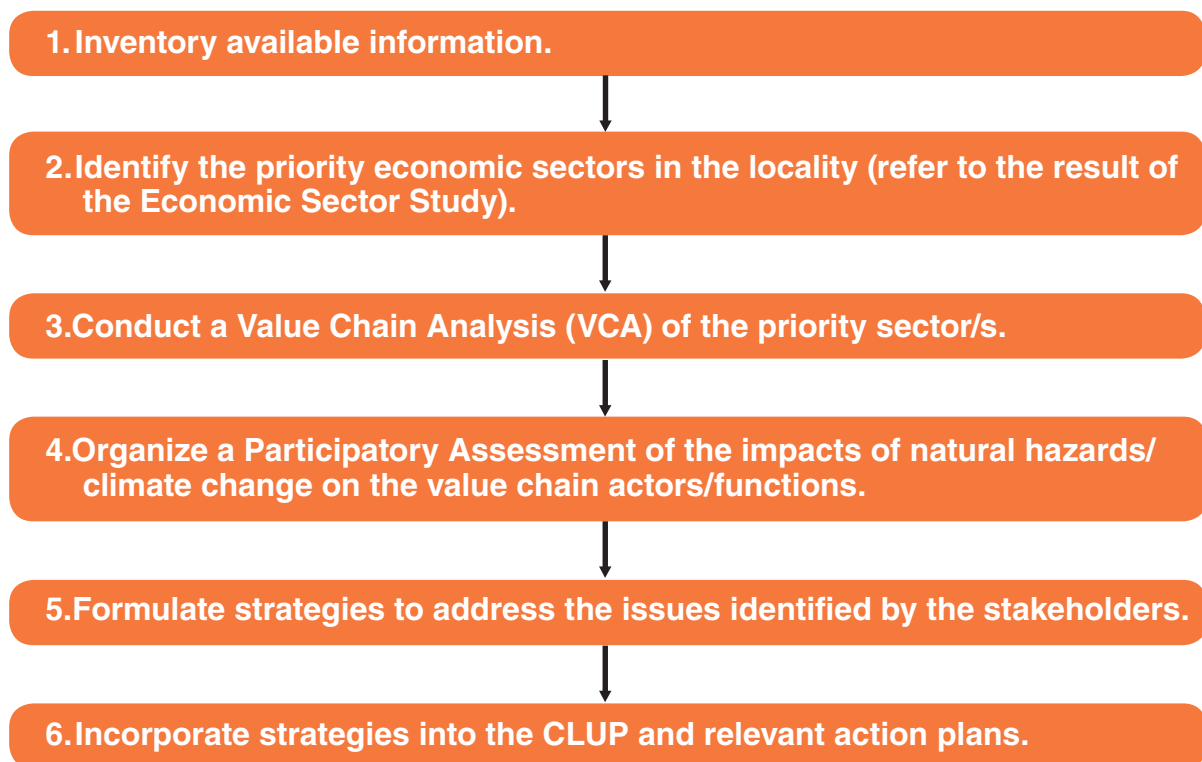 1. Inventory available information.
2. Identify the priority economic sectors in the locality (refer to the result of
the Economic Sector Study).
3.Conduct a Value Chain Analysis (VCA) of the priority sector/s.
4.Organize a Participatory Assessment of the impacts of natural hazards/
climate change on the value chain actors/functions.
5.Formulate strategies to address the issues identified by the stakeholders.
6.Incorporate strategies into the CLUP and relevant action plans.